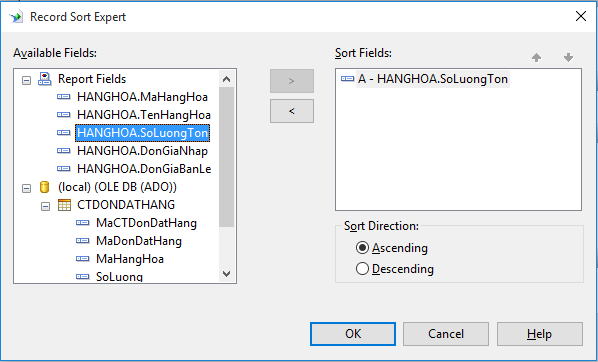 Record Sort Expert
Available Fields:
Sort Fields:
Report Fields
HANGHOA.MaHangHoa
HANGHOA.TenHangHoa
HANGHOA.SoLuongTon
HANGHOA.DonGiaNhap
HANGHOA.DonGiaBanLe
(local) (OLE DB (ADO))
CTDONDATHANG
MaCTDonDatHang
MaDonDatHang
MaHangHoa
SoLuong
>
<
A - HANGHOA.SoLuongTon
Sort Direction:
Ascending
Descending
OK
Cancel
Help